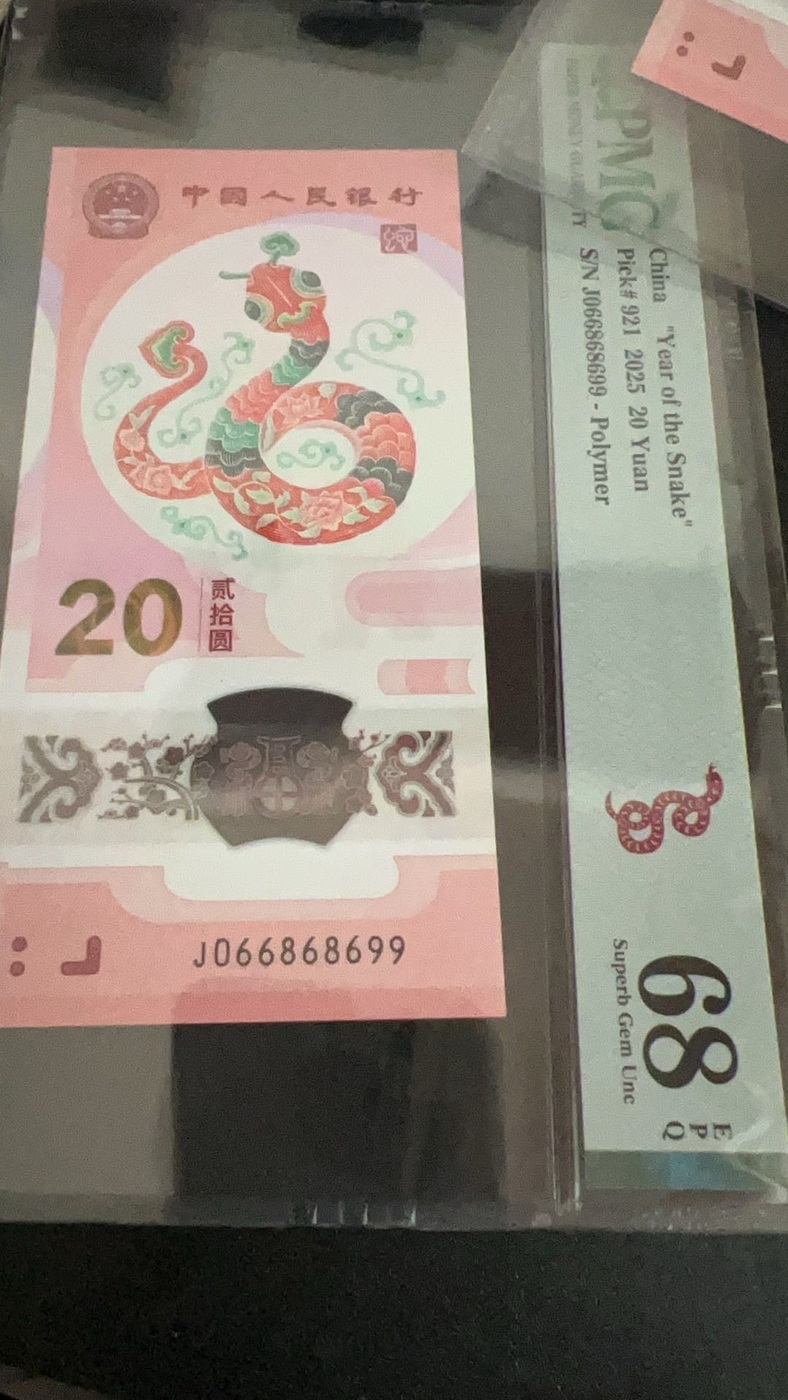 中国人民银行
20
贰拾圆
J066868699
PMG
China "Year of the Snake"
Pick# 921 2025 20 Yuan
S/N J066868699 - Polymer
68
EPQ
Superb Gem Unc